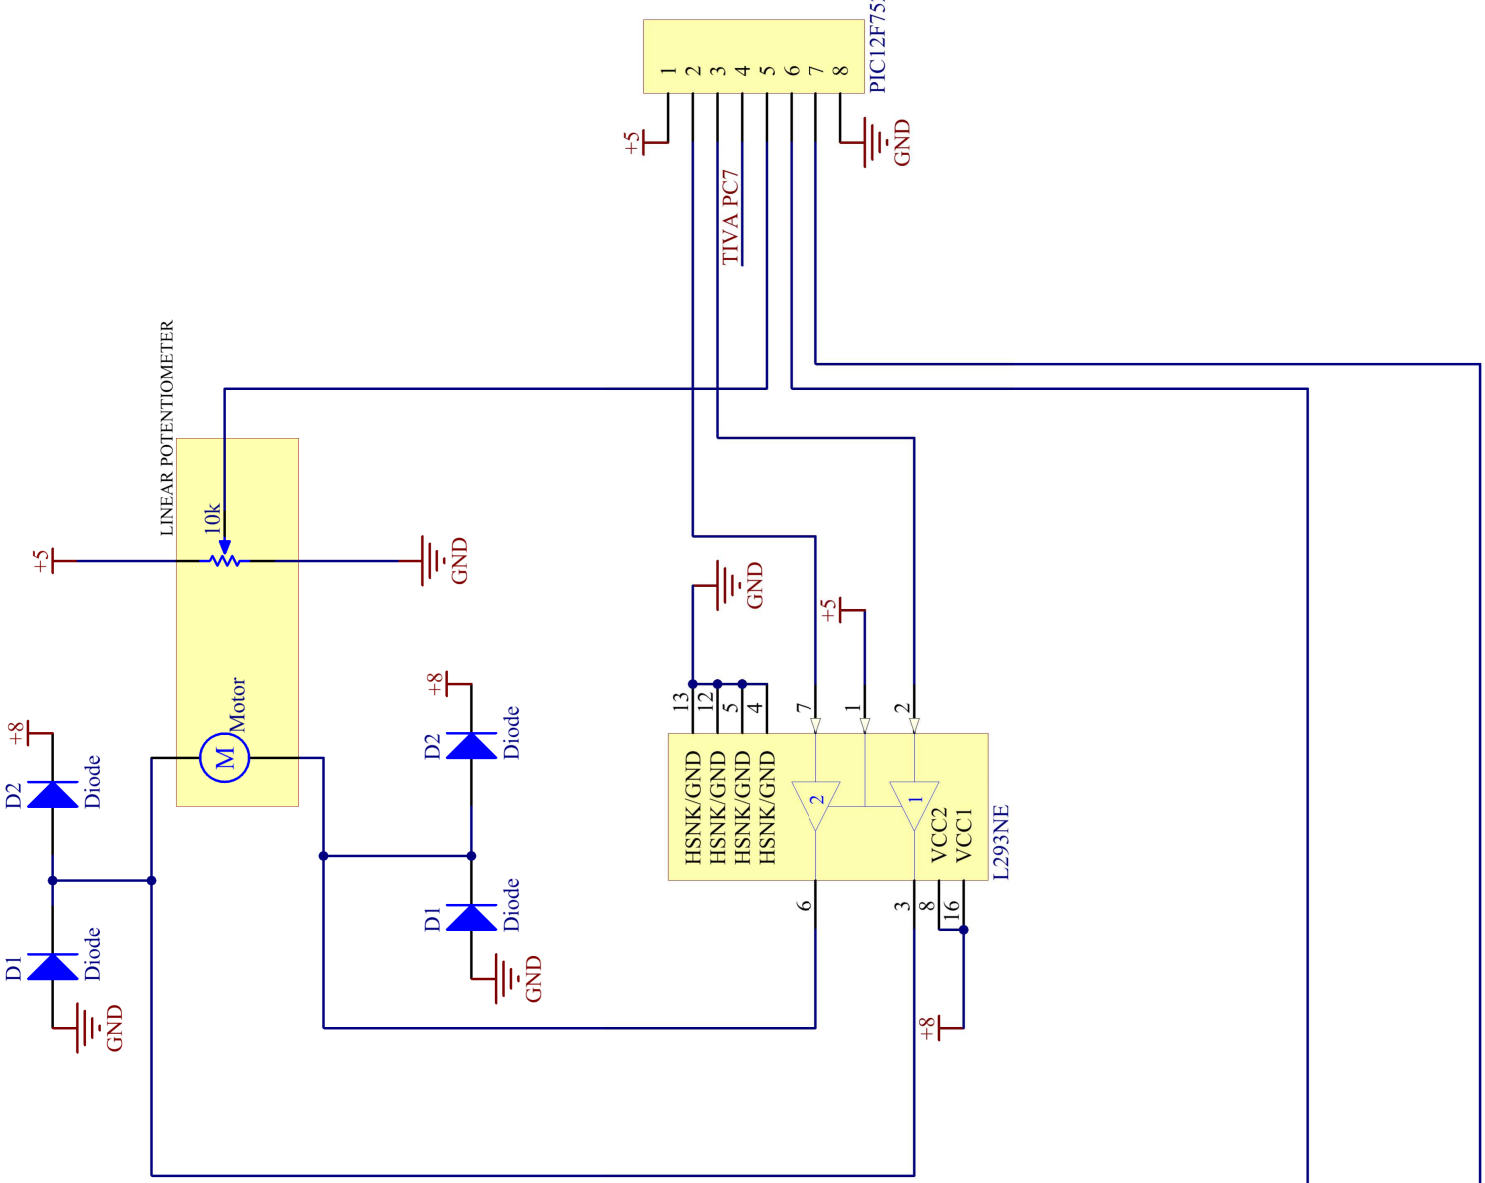 PIC12F75
1
2
3
4
5
6
7
8
+5
GND
TIVA PC7
LINEAR POTENTIOMETER
10k
+5
GND
Motor
M
+8
D2
Diode
D1
Diode
GND
+8
D2
Diode
D1
Diode
GND
GND
+5
13
12
5
4
7
1
2
HSNK/GND
HSNK/GND
HSNK/GND
HSNK/GND
2
1
VCC2
VCC1
L293NE
6
3
8
16
+8